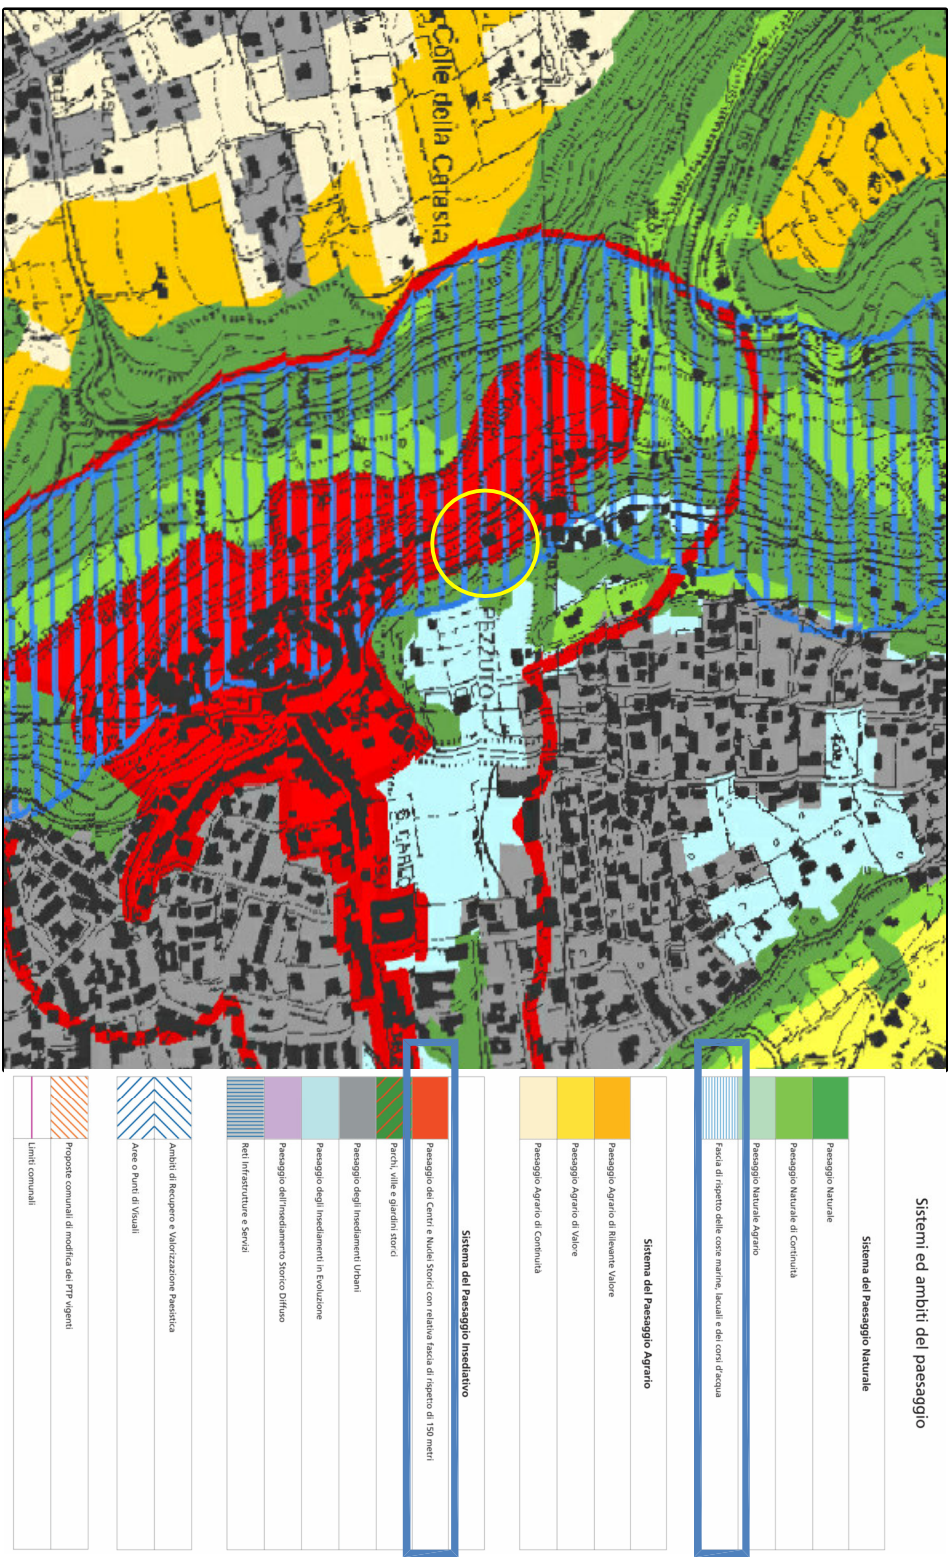 Colle della Catasta
PEZZUTO
S. CARLO
Sistemi ed ambiti del paesaggio
Sistema del Paesaggio Naturale
Paesaggio Naturale
Paesaggio Naturale di Continuità
Paesaggio Naturale Agrario
Fascia di rispetto delle coste marine, lacuali e dei corsi d'acqua
Sistema del Paesaggio Agrario
Paesaggio Agrario di Rilevante Valore
Paesaggio Agrario di Valore
Paesaggio Agrario di Continuità
Sistema del Paesaggio Insediativo
Paesaggio dei Centri e Nuclei Storici con relativa fascia di rispetto di 150 metri
Parchi, ville e giardini storici
Paesaggio degli Insediamenti Urbani
Paesaggio degli Insediamenti in Evoluzione
Paesaggio dell'Insediamento Storico Diffuso
Reti Infrastrutture e Servizi
Ambiti di Recupero e Valorizzazione Paesistica
Aree o Punti di Visuali
Proposte comunali di modifica dei PTP vigenti
Limiti comunali